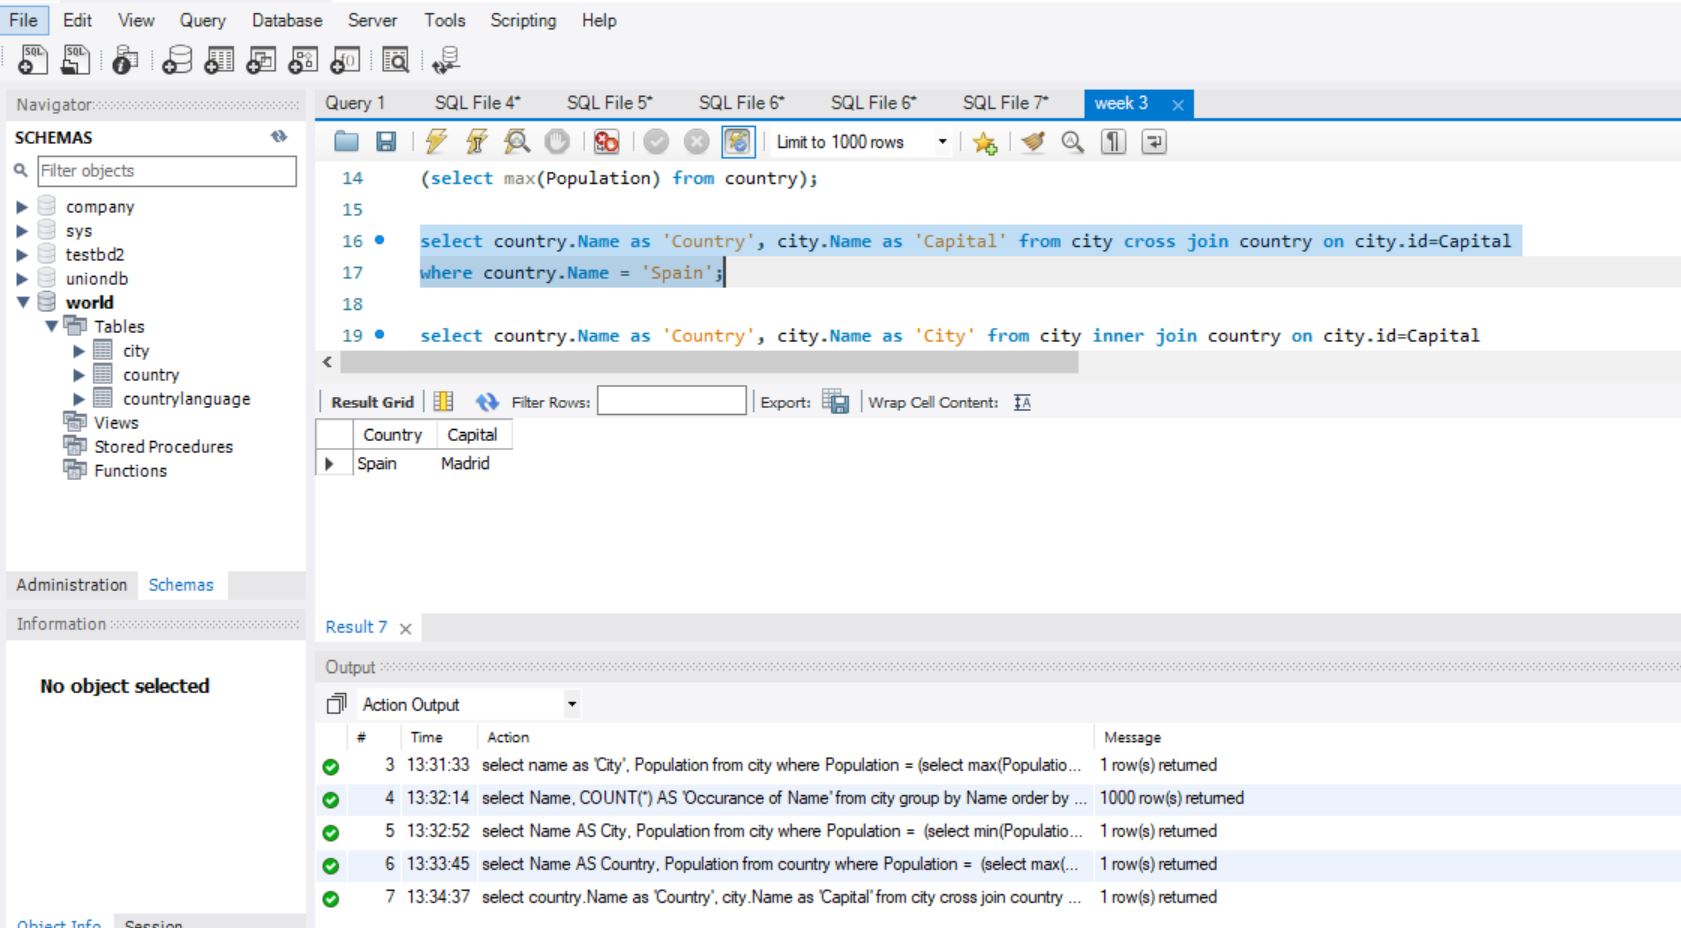 File Edit View Query Database Server Tools Scripting Help
Navigator
SCHEMAS
Filter objects
company
sys
testbd2
uniondb
world
Tables
city
country
countrylanguage
Views
Stored Procedures
Functions
Administration Schemas
Information
No object selected
Object Info Session
Query 1 SQL File 4* SQL File 5* SQL File 6* SQL File 6* SQL File 7* week 3
Limit to 1000 rows
14 (select max(Population) from country);
15
16 select country.Name as 'Country', city.Name as 'Capital' from city cross join country on city.id=Capital
17 where country.Name = 'Spain';
18
19 select country.Name as 'Country', city.Name as 'City' from city inner join country on city.id=Capital
Result Grid Filter Rows: Export: Wrap Cell Content:
Country Capital
Spain Madrid
Result 7
Output
Action Output
# Time Action Message
3 13:31:33 select name as 'City', Population from city where Population = (select max(Populatio... 1 row(s) returned
4 13:32:14 select Name, COUNT(*) AS 'Occurance of Name' from city group by Name order by ... 1000 row(s) returned
5 13:32:52 select Name AS City, Population from city where Population = (select min(Populatio... 1 row(s) returned
6 13:33:45 select Name AS Country, Population from country where Population = (select max(... 1 row(s) returned
7 13:34:37 select country.Name as 'Country', city.Name as 'Capital' from city cross join country ... 1 row(s) returned